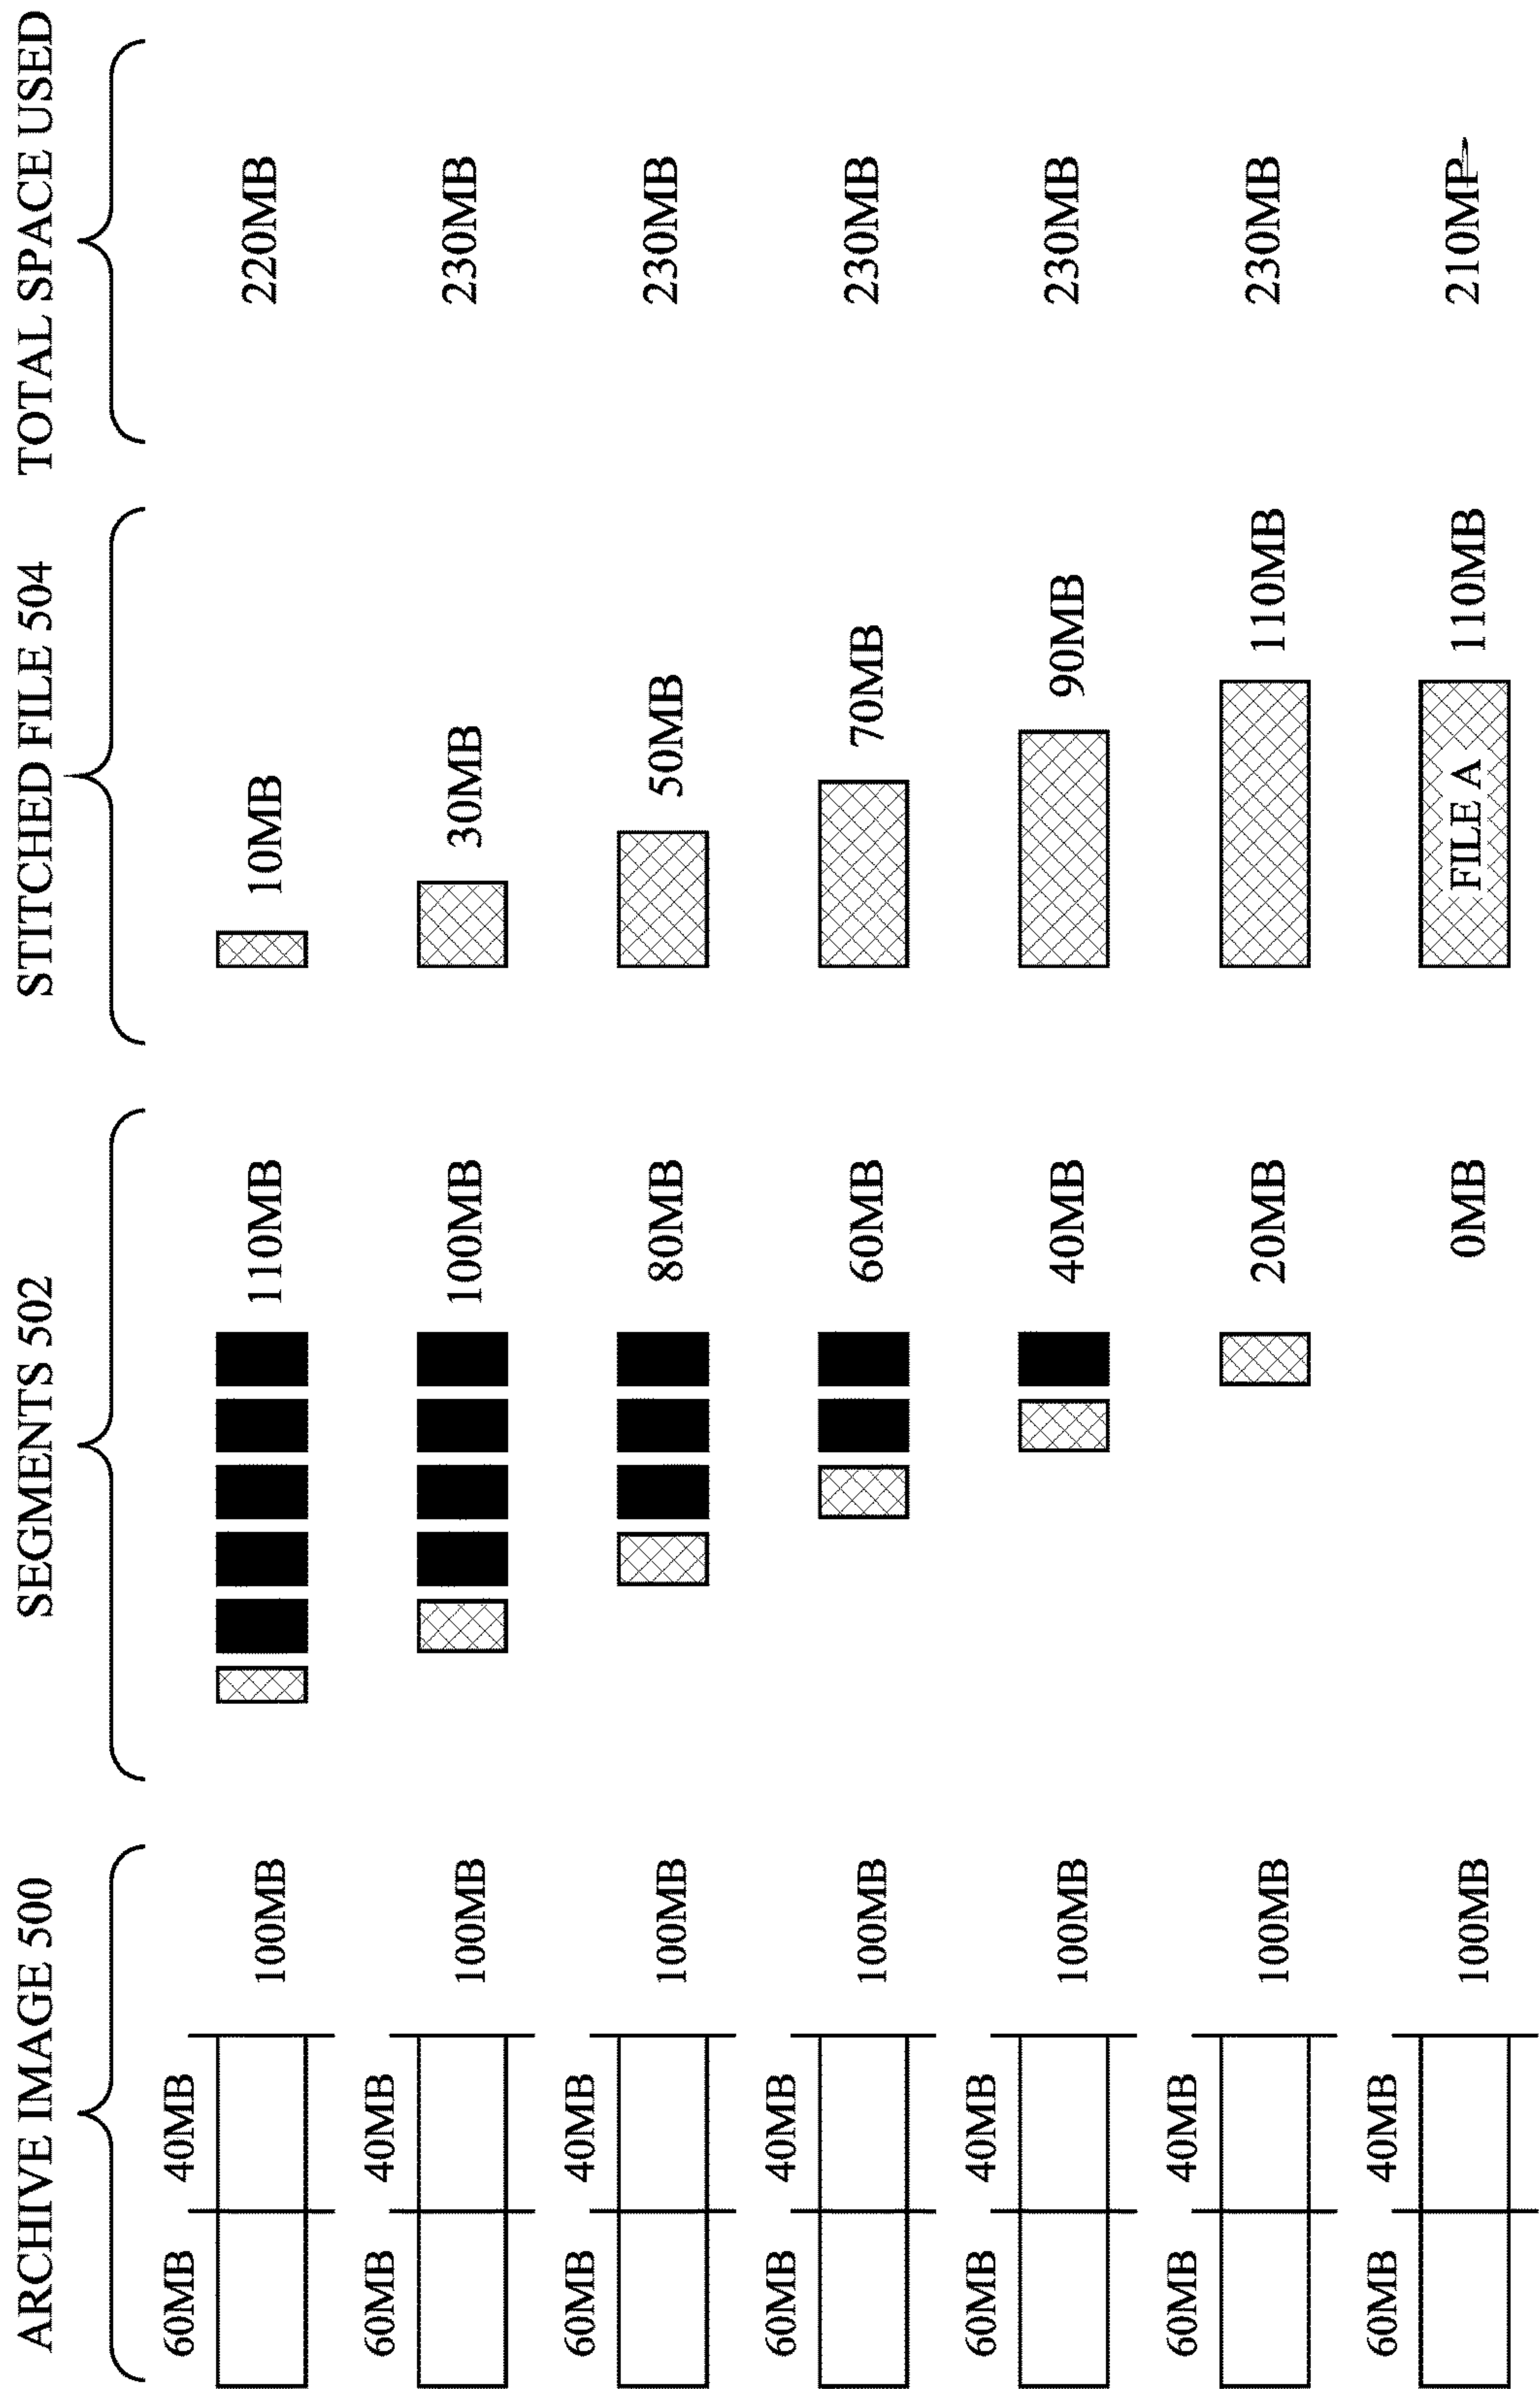 ARCHIVE IMAGE 500 SEGMENTS 502 STITCHED FILE 504 TOTAL SPACE USED
60MB 40MB
100MB 110MB 10MB 220MB
60MB 40MB
100MB 100MB 30MB 230MB
60MB 40MB
100MB 80MB 50MB 230MB
60MB 40MB
100MB 60MB 70MB 230MB
60MB 40MB
100MB 40MB 90MB 230MB
60MB 40MB
100MB 20MB 110MB 230MB
60MB 40MB
100MB 0MB FILE A 110MB 210MP